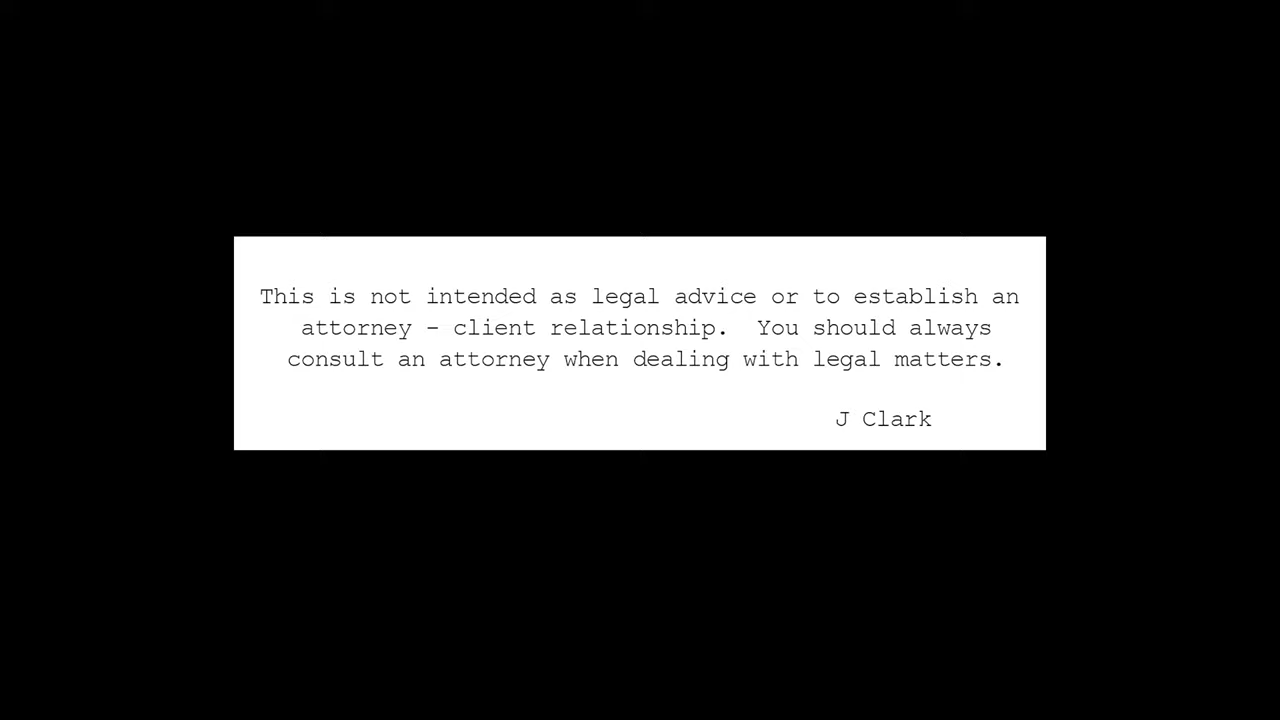 This is not intended as legal advice or to establish an
attorney - client relationship.  You should always
consult an attorney when dealing with legal matters.
J Clark